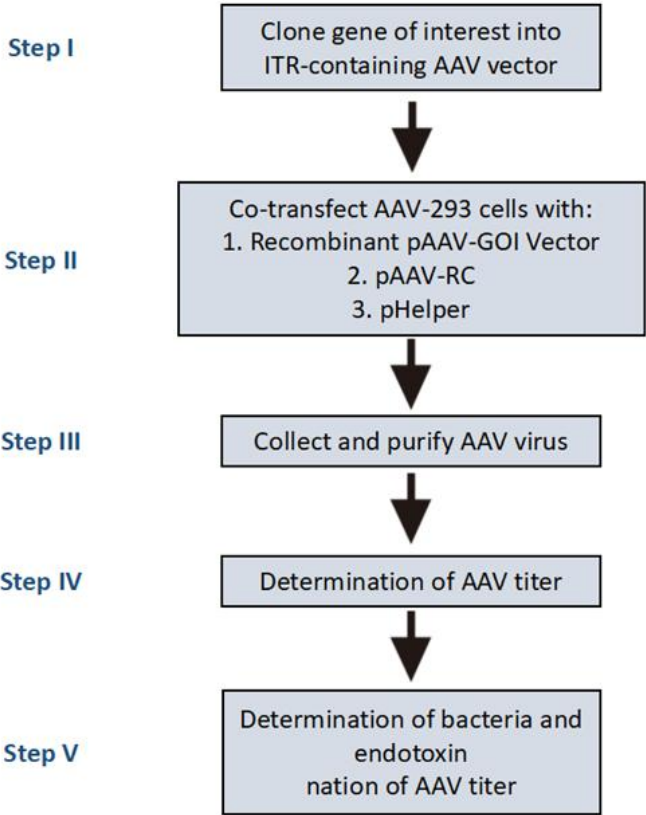 Step I
Clone gene of interest into
ITR-containing AAV vector
Step II
Co-transfect AAV-293 cells with:
1. Recombinant pAAV-GOI Vector
2. pAAV-RC
3. pHelper
Step III
Collect and purify AAV virus
Step IV
Determination of AAV titer
Step V
Determination of bacteria and
endotoxin
nation of AAV titer